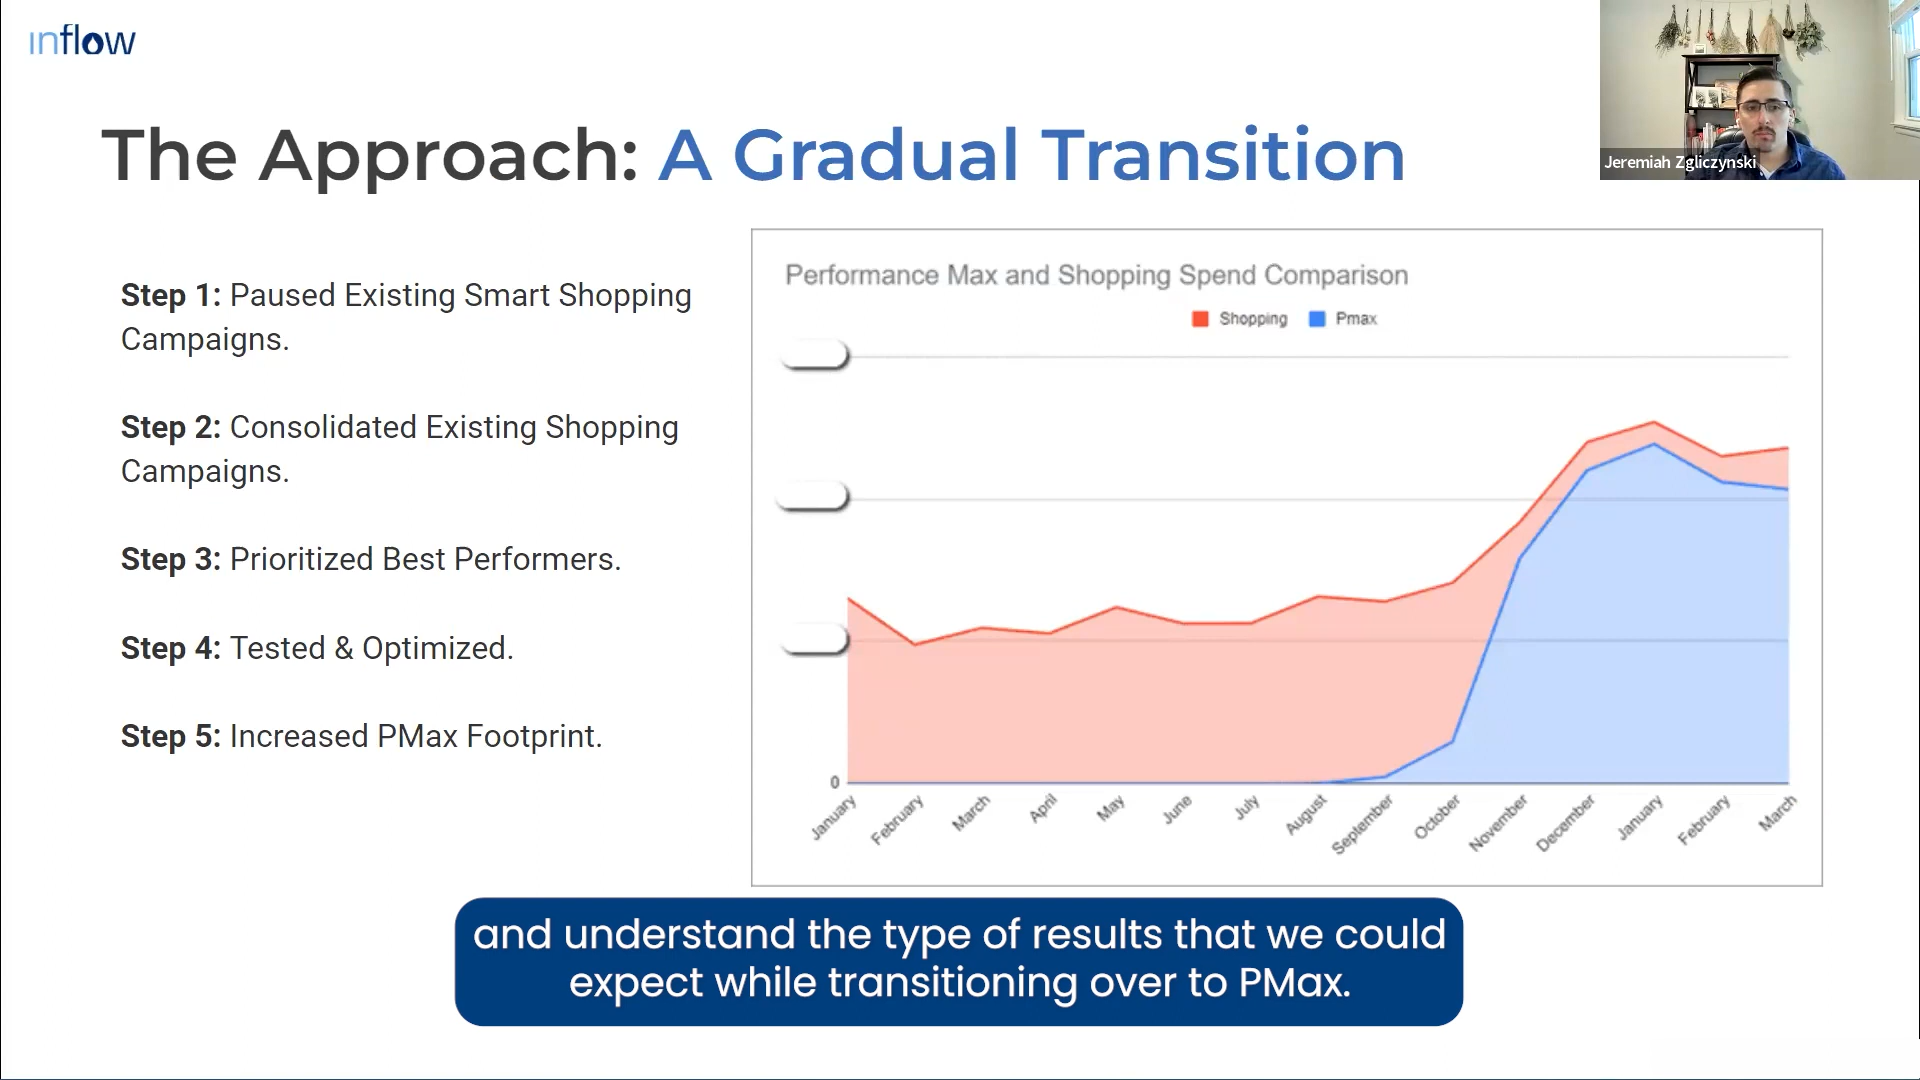 inflow
Jeremiah Zgliczynski
The Approach: A Gradual Transition
Step 1: Paused Existing Smart Shopping
Campaigns.
Step 2: Consolidated Existing Shopping
Campaigns.
Step 3: Prioritized Best Performers.
Step 4: Tested & Optimized.
Step 5: Increased PMax Footprint.
Performance Max and Shopping Spend Comparison
Shopping Pmax
0
January February March April May June July August September October November December January February March
and understand the type of results that we could
expect while transitioning over to PMax.